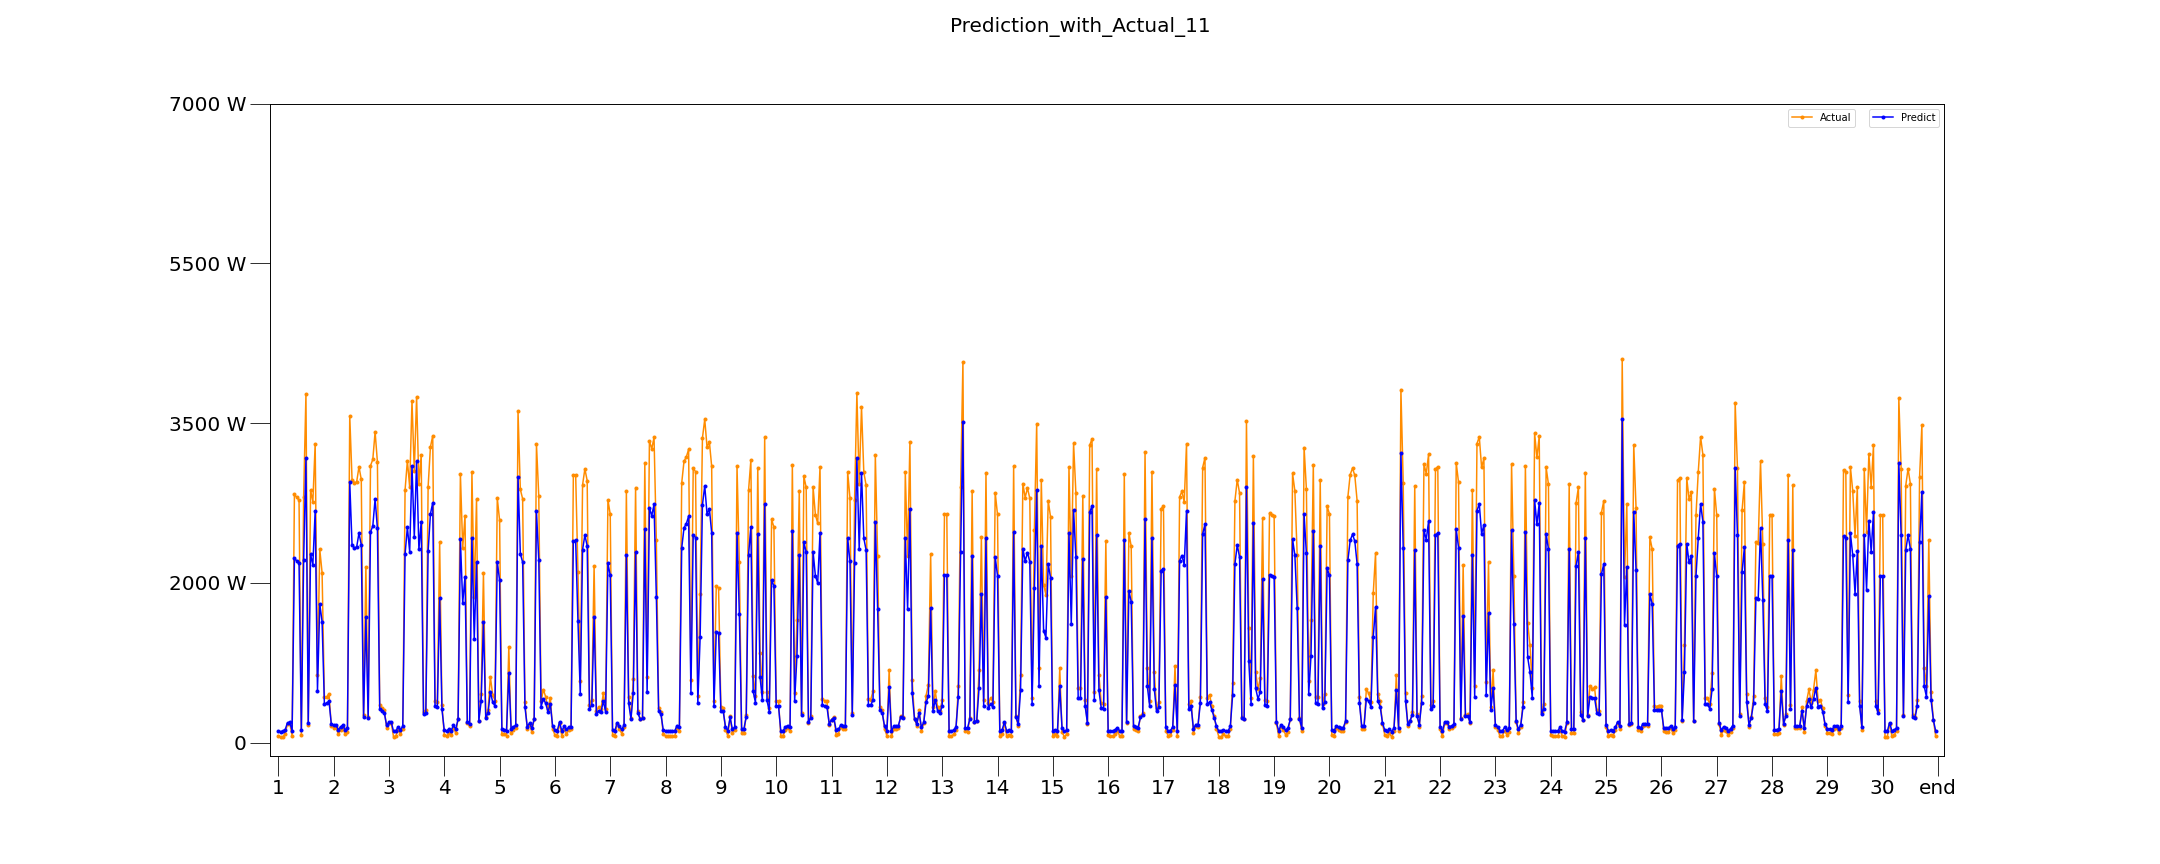 Prediction_with_Actual_11
7000 W
Actual Predict
5500 W
3500 W
2000 W
0
1 2 3 4 5 6 7 8 9 10 11 12 13 14 15 16 17 18 19 20 21 22 23 24 25 26 27 28 29 30 end